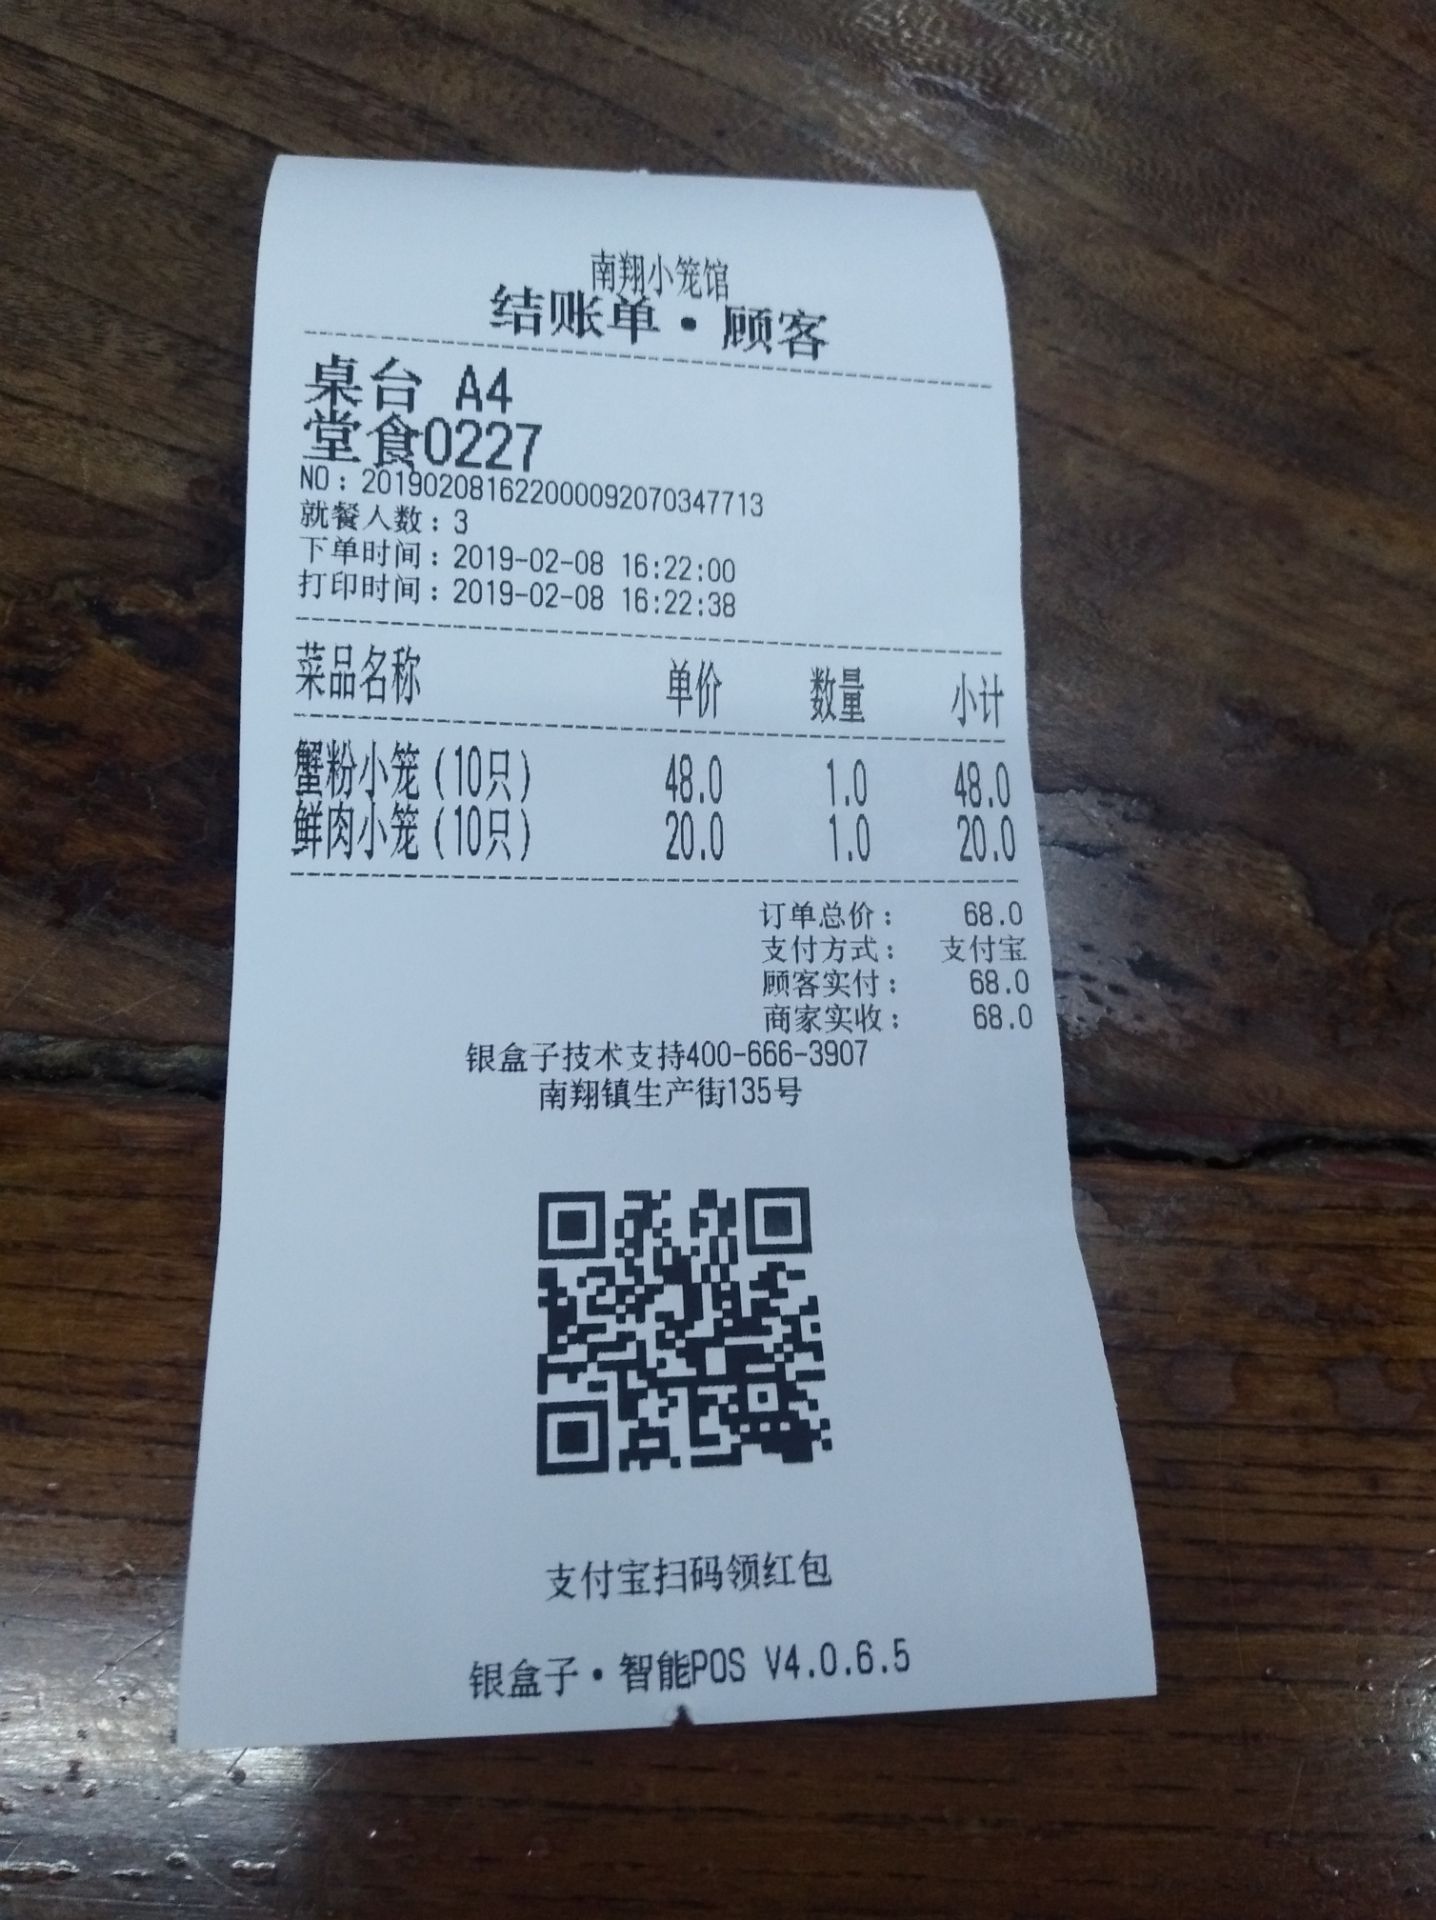 南翔小笼馆
结账单·顾客
桌台 A4
堂食0227
NO：20190208162200009207034​7713
就餐人数：3
下单时间：2019-02-08 16:22:00
打印时间：2019-02-08 16:22:38
菜品名称 单价 数量 小计
蟹粉小笼(10只) 48.0 1.0 48.0
鲜肉小笼(10只) 20.0 1.0 20.0
订单总价： 68.0
支付方式： 支付宝
顾客实付： 68.0
商家实收： 68.0
银盒子技术支持400-666-3907
南翔镇生产街135号
支付宝扫码领红包
银盒子·智能POS V4.0.6.5